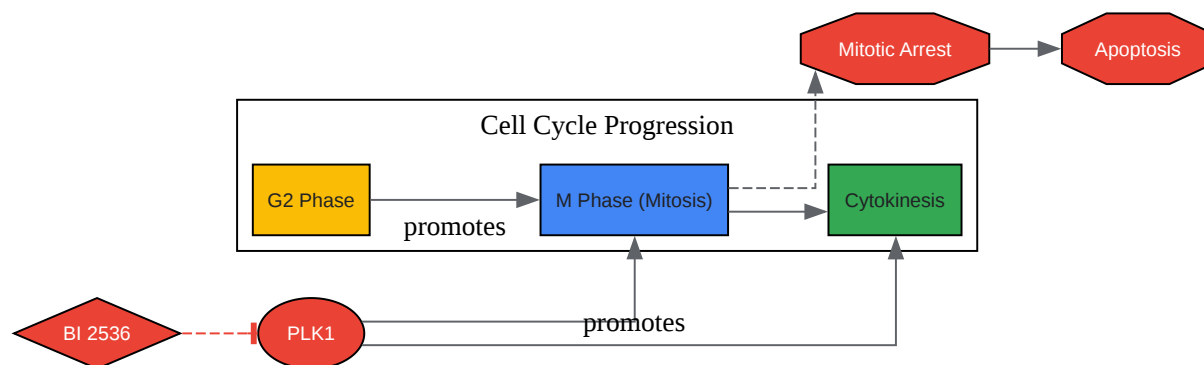 Mitotic Arrest
Apoptosis
Cell Cycle Progression
G2 Phase
M Phase (Mitosis)
Cytokinesis
promotes
BI 2536
PLK1
promotes